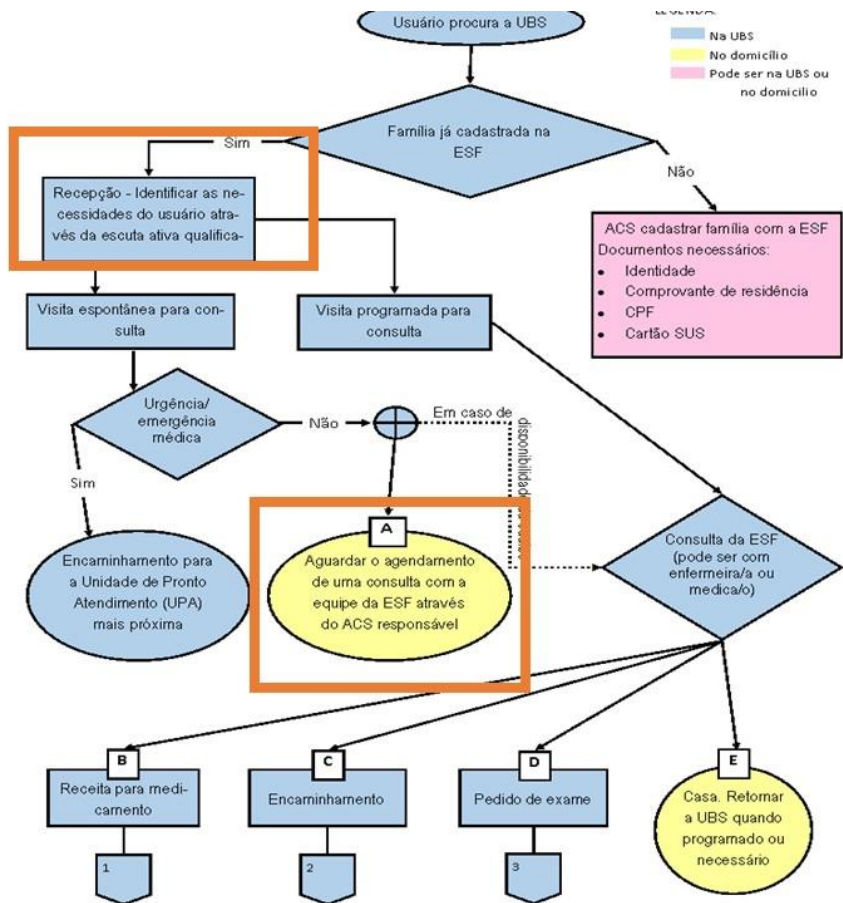 Usuário procura a UBS
LEGENDA:
Na UBS
No domicílio
Pode ser na UBS ou
no domicilio
Família já cadastrada na
ESF
Sim
Não
Recepção - Identificar as ne-
cessidades do usuário atra-
vés da escuta ativa qualifica-
ACS cadastrar família com a ESF
Documentos necessários:
• Identidade
• Comprovante de residência
• CPF
• Cartão SUS
Visita espontânea para con-
sulta
Visita programada para
consulta
Urgência/
emergência
médica
Não
Em caso de
disponibilidade
Sim
Encaminhamento para
a Unidade de Pronto
Atendimento (UPA)
mais próxima
A
Aguardar o agendamento
de uma consulta com a
equipe da ESF através
do ACS responsável
Consulta da ESF
(pode ser com
enfermeira/a ou
medica/o)
B
Receita para medi-
camento
C
Encaminhamento
D
Pedido de exame
E
Casa. Retornar
a UBS quando
programado ou
necessário
1
2
3